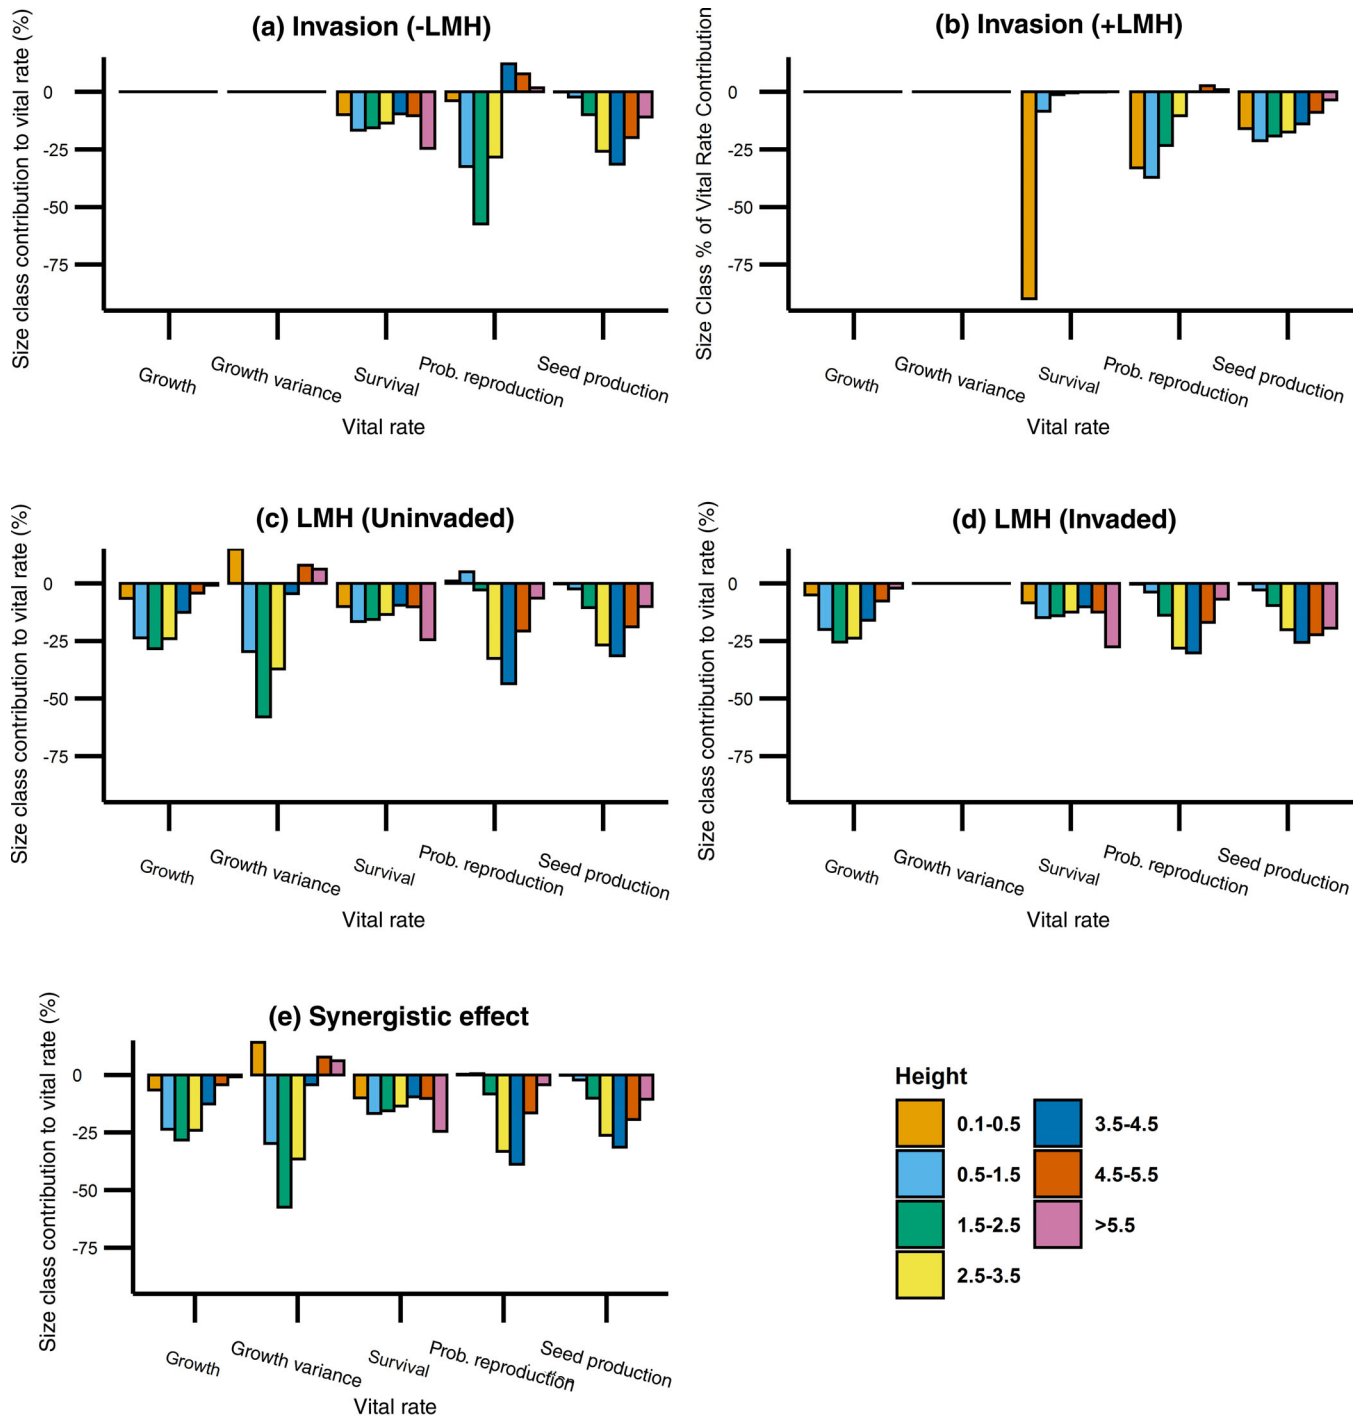 (a) Invasion (-LMH)
Size class contribution to vital rate (%)
0
-25
-50
-75
Growth
Growth variance
Survival
Prob. reproduction
Seed production
Vital rate
(b) Invasion (+LMH)
Size Class % of Vital Rate Contribution
0
-25
-50
-75
Growth
Growth variance
Survival
Prob. reproduction
Seed production
Vital rate
(c) LMH (Uninvaded)
Size class contribution to vital rate (%)
0
-25
-50
-75
Growth
Growth variance
Survival
Prob. reproduction
Seed production
Vital rate
(d) LMH (Invaded)
Size class contribution to vital rate (%)
0
-25
-50
-75
Growth
Growth variance
Survival
Prob. reproduction
Seed production
Vital rate
(e) Synergistic effect
Size class contribution to vital rate (%)
0
-25
-50
-75
Growth
Growth variance
Survival
Prob. reproduction
Seed production
Vital rate
Height
0.1-0.5
3.5-4.5
0.5-1.5
4.5-5.5
1.5-2.5
>5.5
2.5-3.5